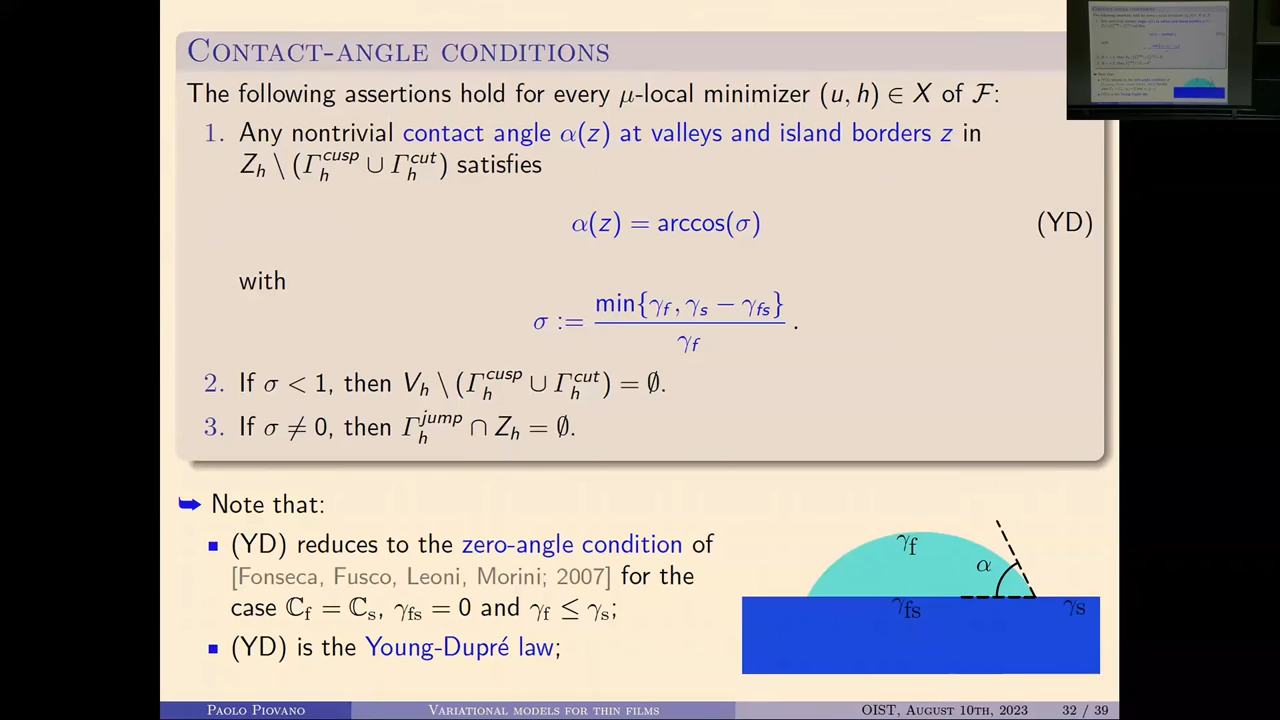 CONTACT-ANGLE CONDITIONS
The following assertions hold for every μ-local minimizer (u, h) ∈ X of ℱ:
1. Any nontrivial contact angle α(z) at valleys and island borders z in
Z_h \ (Γ_h^{cusp} ∪ Γ_h^{cut}) satisfies
α(z) = arccos(σ) (YD)
with
σ := min{γ_f, γ_s − γ_fs} / γ_f .
2. If σ < 1, then V_h \ (Γ_h^{cusp} ∪ Γ_h^{cut}) = ∅.
3. If σ ≠ 0, then Γ_h^{jump} ∩ Z_h = ∅.
➥ Note that:
▪ (YD) reduces to the zero-angle condition of
[Fonseca, Fusco, Leoni, Morini; 2007] for the
case ℂ_f = ℂ_s, γ_fs = 0 and γ_f ≤ γ_s;
▪ (YD) is the Young-Dupré law;
γ_f
α
γ_fs
γ_s
PAOLO PIOVANO VARIATIONAL MODELS FOR THIN FILMS OIST, AUGUST 10TH, 2023 32 / 39